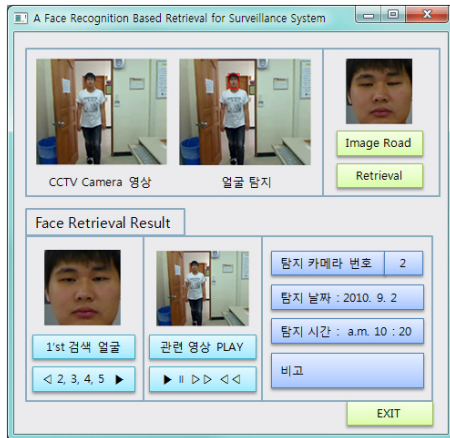 A Face Recognition Based Retrieval for Surveillance System
CCTV Camera 영상
얼굴 탐지
Image Road
Retrieval
Face Retrieval Result
1'st 검색 얼굴
◁ 2, 3, 4, 5 ▶
관련 영상 PLAY
▶ II ▷▷ ◁◁
탐지 카메라 번호 2
탐지 날짜 : 2010. 9. 2
탐지 시간 : a.m. 10 : 20
비고
EXIT